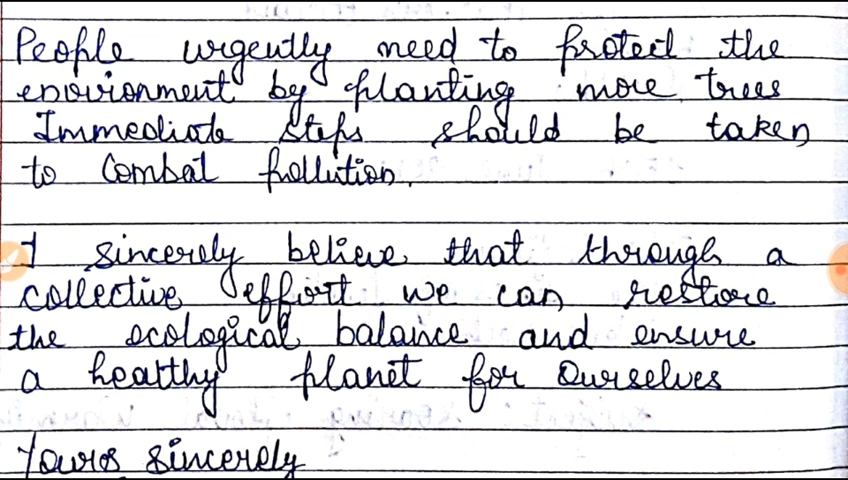 People urgently need to protect the
environment by planting more trees
Immediate steps should be taken
to combat pollution.
I sincerely believe that through a
collective effort we can restore
the ecological balance and ensure
a healthy planet for ourselves
Yours sincerely